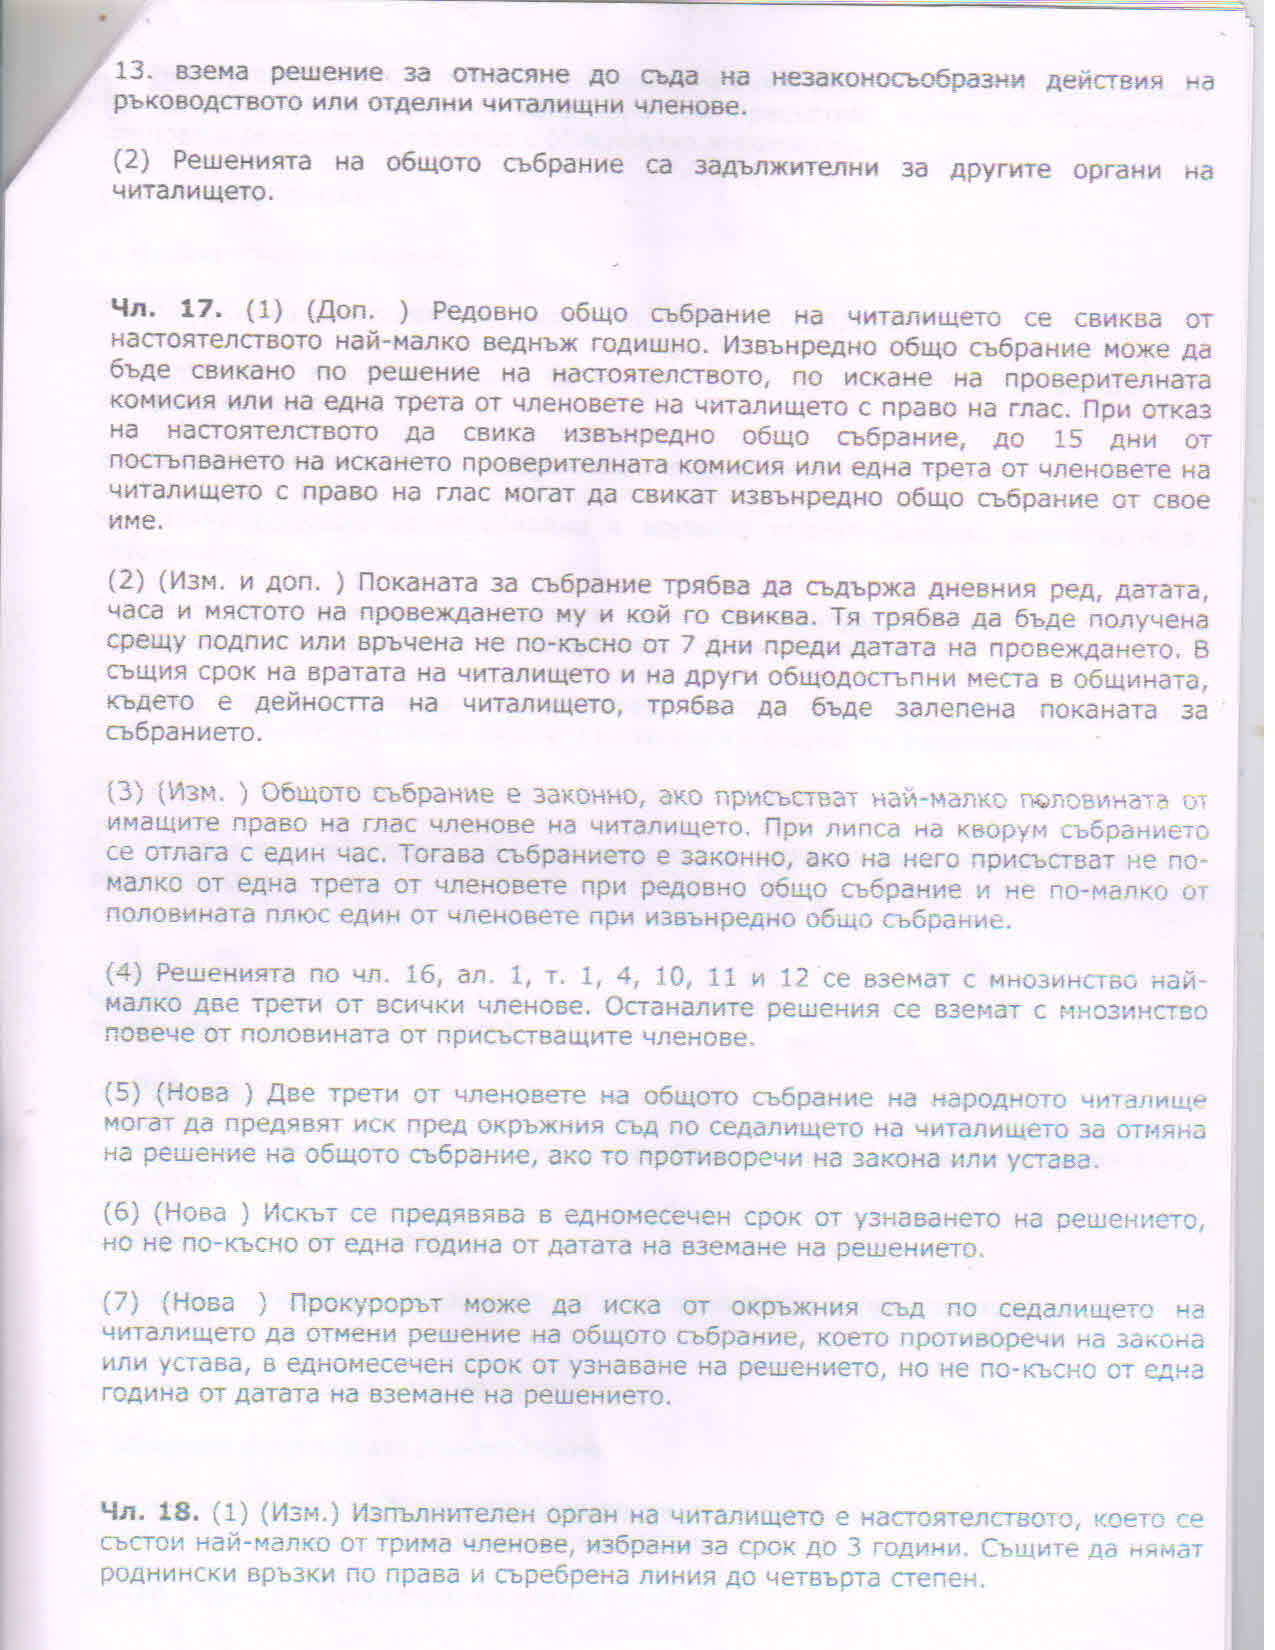 13. взема решение за отнасяне до съда на незаконосъобразни действия на
ръководството или отделни читалищни членове.
(2) Решенията на общото събрание са задължителни за другите органи на
читалището.
Чл. 17. (1) (Доп. ) Редовно общо събрание на читалището се свиква от
настоятелството най-малко веднъж годишно. Извънредно общо събрание може да
бъде свикано по решение на настоятелството, по искане на проверителната
комисия или на една трета от членовете на читалището с право на глас. При отказ
на настоятелството да свика извънредно общо събрание, до 15 дни от
постъпването на искането проверителната комисия или една трета от членовете на
читалището с право на глас могат да свикат извънредно общо събрание от свое
име.
(2) (Изм. и доп. ) Поканата за събрание трябва да съдържа дневния ред, датата,
часа и мястото на провеждането му и кой го свиква. Тя трябва да бъде получена
срещу подпис или връчена не по-късно от 7 дни преди датата на провеждането. В
същия срок на вратата на читалището и на други общодостъпни места в общината,
където е дейността на читалището, трябва да бъде залепена поканата за
събранието.
(3) (Изм. ) Общото събрание е законно, ако присъстват най-малко половината от
имащите право на глас членове на читалището. При липса на кворум събранието
се отлага с един час. Тогава събранието е законно, ако на него присъстват не по-
малко от една трета от членовете при редовно общо събрание и не по-малко от
половината плюс един от членовете при извънредно общо събрание.
(4) Решенията по чл. 16, ал. 1, т. 1, 4, 10, 11 и 12 се вземат с мнозинство най-
малко две трети от всички членове. Останалите решения се вземат с мнозинство
повече от половината от присъстващите членове.
(5) (Нова ) Две трети от членовете на общото събрание на народното читалище
могат да предявят иск пред окръжния съд по седалището на читалището за отмяна
на решение на общото събрание, ако то противоречи на закона или устава.
(6) (Нова ) Искът се предявява в едномесечен срок от узнаването на решението,
но не по-късно от една година от датата на вземане на решението.
(7) (Нова ) Прокурорът може да иска от окръжния съд по седалището на
читалището да отмени решение на общото събрание, което противоречи на закона
или устава, в едномесечен срок от узнаване на решението, но не по-късно от една
година от датата на вземане на решението.
Чл. 18. (1) (Изм.) Изпълнителен орган на читалището е настоятелството, което се
състои най-малко от трима членове, избрани за срок до 3 години. Същите да нямат
роднински връзки по права и съребрена линия до четвърта степен.